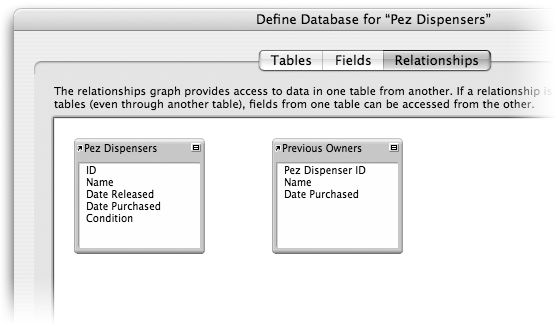 Define Database for “Pez Dispensers”
Tables Fields Relationships
The relationships graph provides access to data in one table from another. If a relationship is
tables (even through another table), fields from one table can be accessed from the other.
Pez Dispensers
ID
Name
Date Released
Date Purchased
Condition
Previous Owners
Pez Dispenser ID
Name
Date Purchased